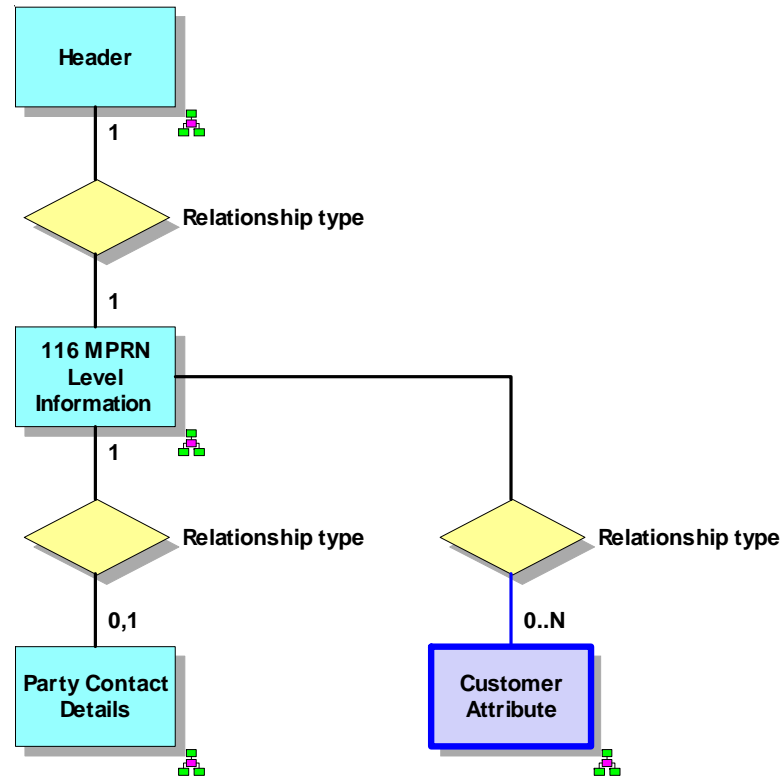 Header
1
Relationship type
1
116 MPRN
Level
Information
1
Relationship type
Relationship type
0,1
0..N
Party Contact
Details
Customer
Attribute